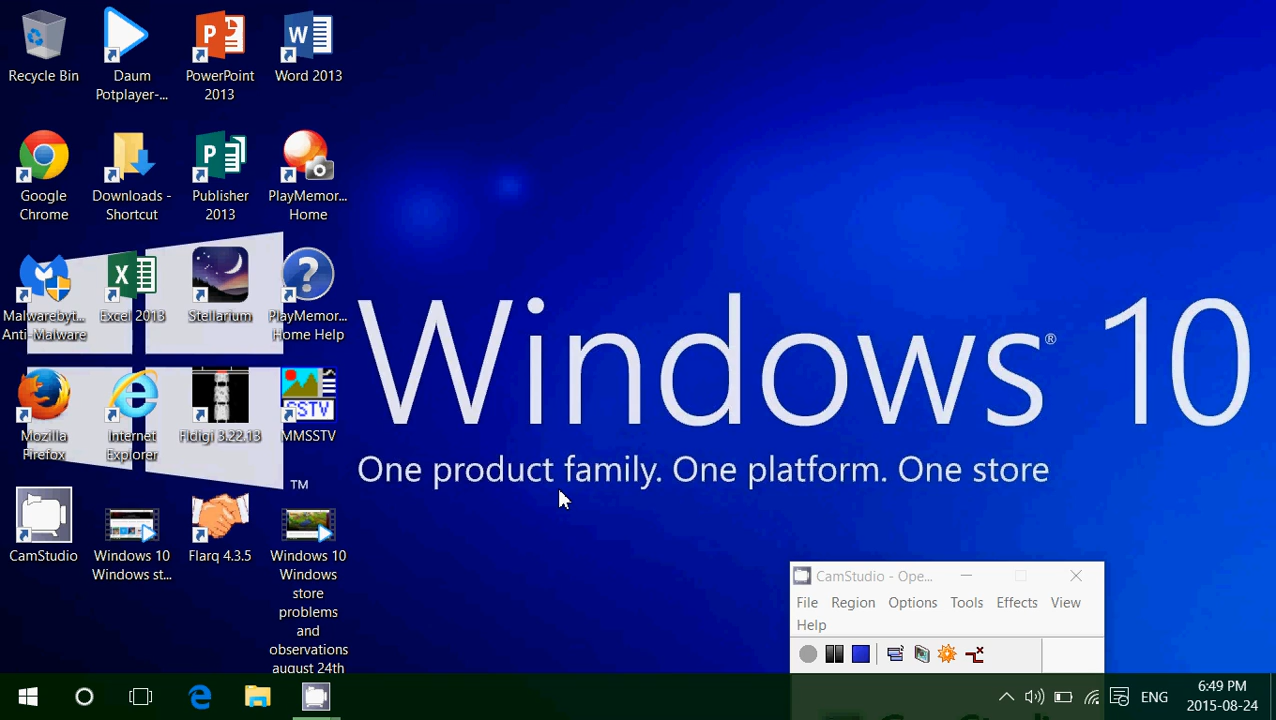 Recycle Bin
Daum
Potplayer-...
PowerPoint
2013
Word 2013
Google
Chrome
Downloads -
Shortcut
Publisher
2013
PlayMemor...
Home
Malwarebyt...
Anti-Malware
Excel 2013
Stellarium
PlayMemor...
Home Help
Mozilla
Firefox
Internet
Explorer
Fldigi 3.22.13
SSTV
MMSSTV
CamStudio
Windows 10
Windows st...
Flarq 4.3.5
Windows 10
Windows
store
problems
and
observations
august 24th
Windows® 10
One product family. One platform. One store
TM
CamStudio - Ope...
File Region Options Tools Effects View
Help
ENG
6:49 PM
2015-08-24